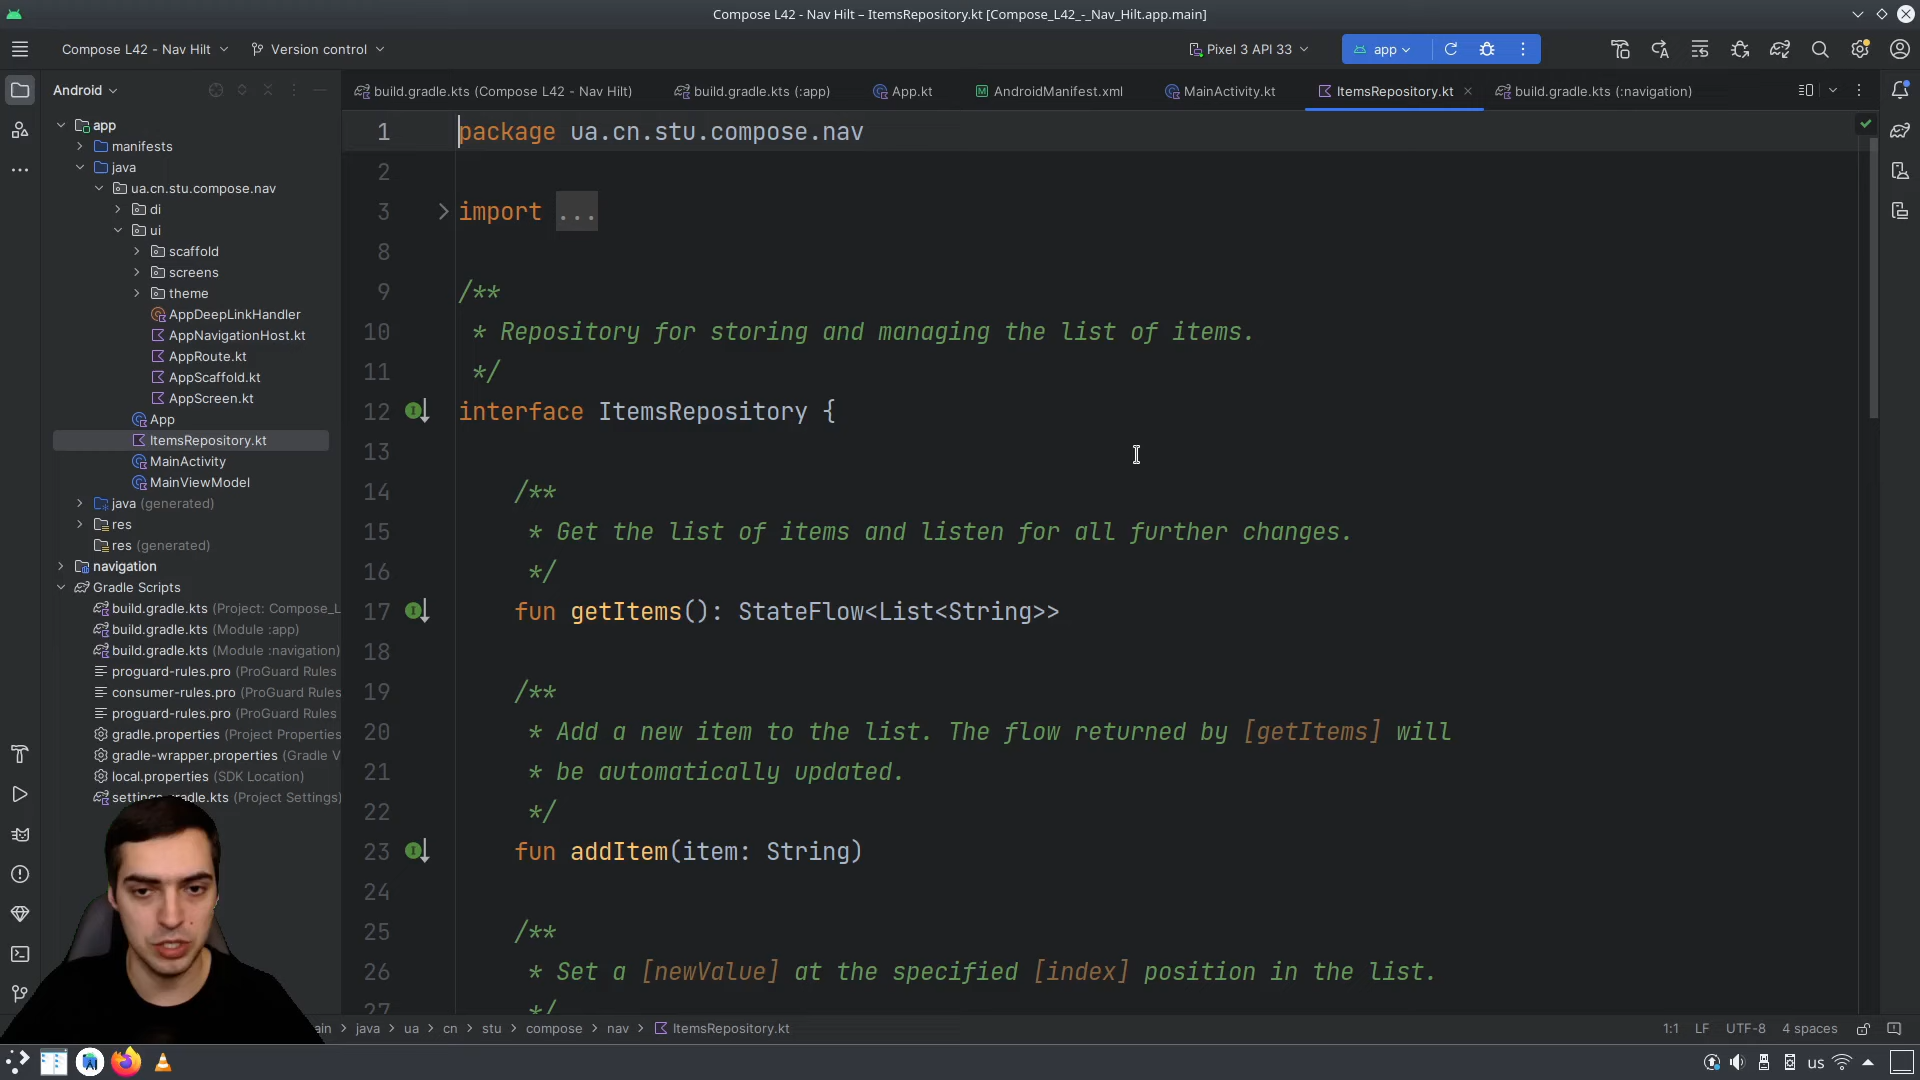 Compose L42 - Nav Hilt – ItemsRepository.kt [Compose_L42_-_Nav_Hilt.app.main]
Compose L42 - Nav Hilt
Version control
Pixel 3 API 33
app
Android
build.gradle.kts (Compose L42 - Nav Hilt)
build.gradle.kts (:app)
App.kt
AndroidManifest.xml
MainActivity.kt
ItemsRepository.kt
build.gradle.kts (:navigation)
app
manifests
java
ua.cn.stu.compose.nav
di
ui
scaffold
screens
theme
AppDeepLinkHandler
AppNavigationHost.kt
AppRoute.kt
AppScaffold.kt
AppScreen.kt
App
ItemsRepository.kt
MainActivity
MainViewModel
java (generated)
res
res (generated)
navigation
Gradle Scripts
build.gradle.kts (Project: Compose_L
build.gradle.kts (Module :app)
build.gradle.kts (Module :navigation)
proguard-rules.pro (ProGuard Rules
consumer-rules.pro (ProGuard Rules
proguard-rules.pro (ProGuard Rules
gradle.properties (Project Properties
gradle-wrapper.properties (Gradle V
local.properties (SDK Location)
(Project Settings)
1 package ua.cn.stu.compose.nav
2
3 import ...
8
9 /**
10 * Repository for storing and managing the list of items.
11 */
12 interface ItemsRepository {
13
14 /**
15 * Get the list of items and listen for all further changes.
16 */
17 fun getItems(): StateFlow<List<String>>
18
19 /**
20 * Add a new item to the list. The flow returned by [getItems] will
21 * be automatically updated.
22 */
23 fun addItem(item: String)
24
25 /**
26 * Set a [newValue] at the specified [index] position in the list.
27 */
java
ua
cn
stu
compose
nav
ItemsRepository.kt
1:1
LF
UTF-8
4 spaces
us